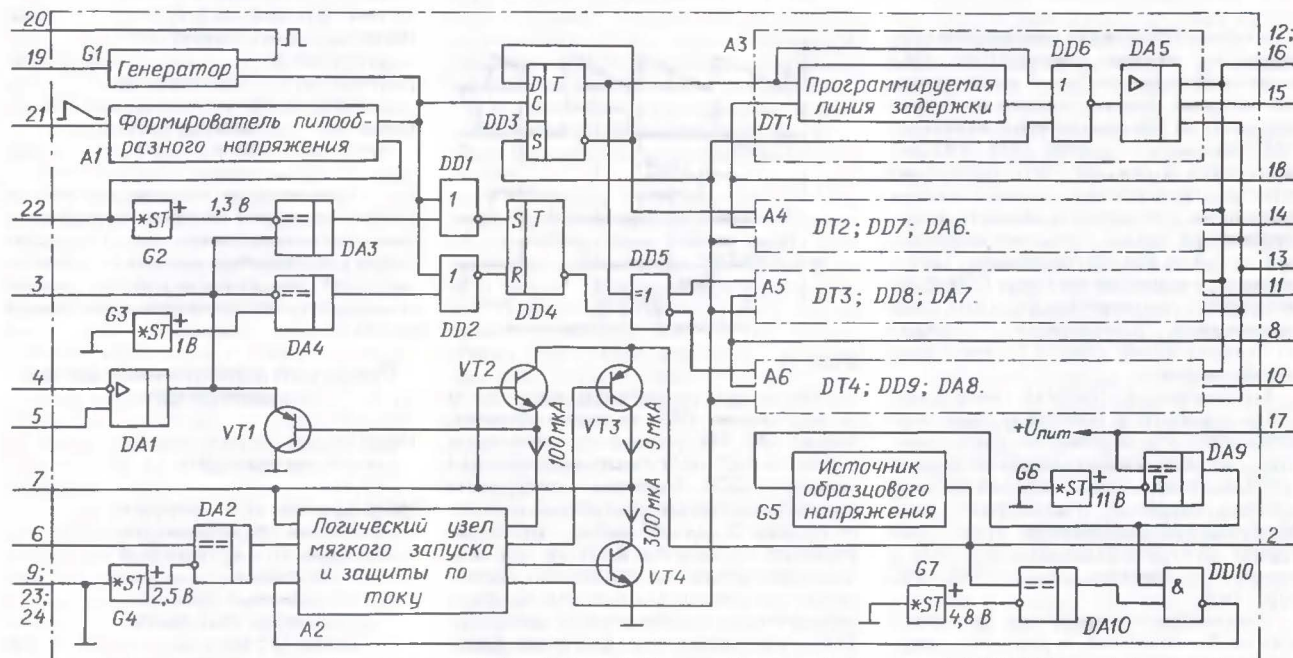 20
19
G1
Генератор
21
Формирователь пилооб-
разного напряжения
A1
22
*ST
+
1,3 В
G2
==
DA3
3
G3
*ST
+
1 В
DA4
4
5
DA1
VT1
7
DA2
==
6
9;
23;
24
*ST
+
2,5 В
G4
Логический узел
мягкого запуска
и защиты по
току
A2
DD1
1
1
DD2
D T
C
S
DD3
S T
R
DD4
DD5
=1
VT2
100 мкА
VT3
9 мА
300 мкА
VT4
A3
DT1
Программируемая
линия задержки
DD6
1
DA5
A4
DT2; DD7; DA6.
A5
DT3; DD8; DA7.
A6
DT4; DD9; DA8.
+Uпит
Источник
образцового
напряжения
G5
G6
*ST
+
11 В
==
DA9
G7
*ST
+
4,8 В
==
DA10
&
DD10
12;
16
15
18
14
13
11
8
10
17
2